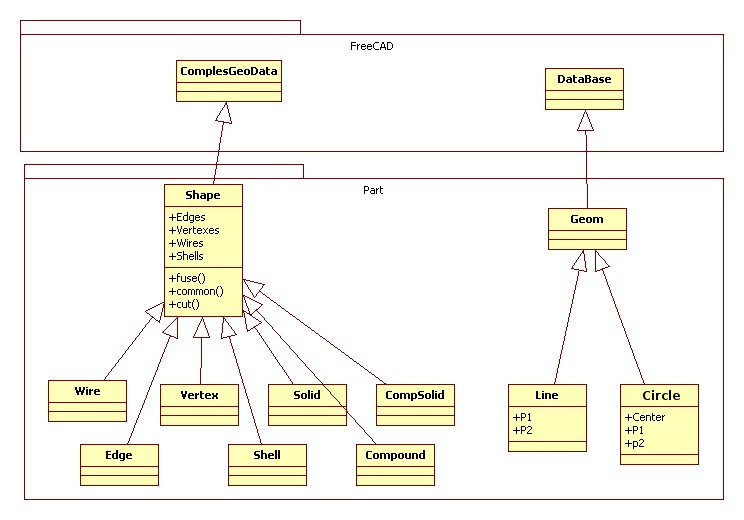 FreeCAD
ComplesGeoData
DataBase
Part
Shape
+Edges
+Vertexes
+Wires
+Shells
+fuse()
+common()
+cut()
Geom
Wire
Vertex
Solid
CompSolid
Line
+P1
+P2
Circle
+Center
+P1
+p2
Edge
Shell
Compound